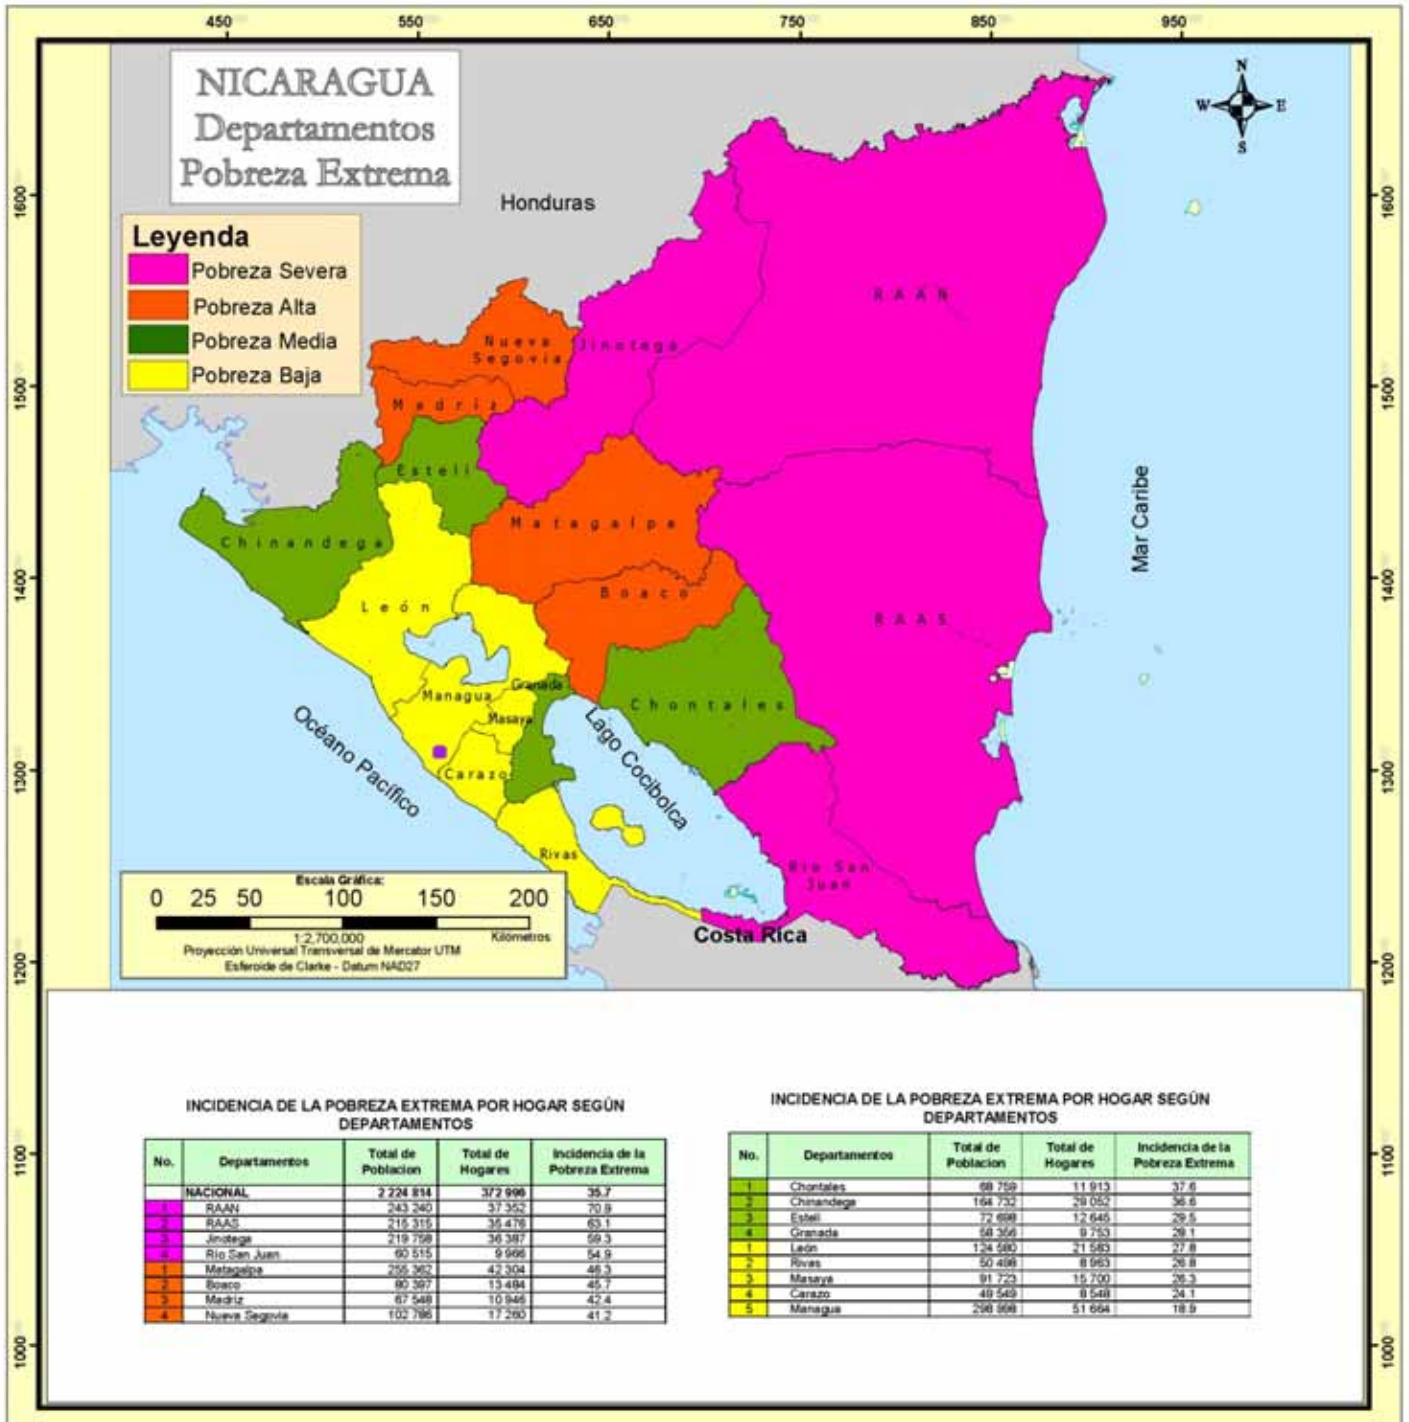 450 550 650 750 850 950
NICARAGUA
Departamentos
Pobreza Extrema
N
W E
S
1600 1600
Honduras
Leyenda
Pobreza Severa
Pobreza Alta
Pobreza Media
Pobreza Baja
R A A N
Nueva
Segovia
Jinotega
1500 1500
Madriz
Estelí
Mar Caribe
Matagalpa
Chinandega
1400 1400
Boaco
León
R A A S
Granada
Managua
Chontales
Masaya
Océano Pacífico
Lago Cocibolca
1300 1300
Carazo
Rivas
Río San
Juan
Escala Gráfica:
0 25 50 100 150 200
1:2,700,000 Kilómetros
Proyección Universal Transversal de Mercator UTM
Esferoide de Clarke - Datum NAD27
Costa Rica
1200 1200
INCIDENCIA DE LA POBREZA EXTREMA POR HOGAR SEGÚN
DEPARTAMENTOS
No. Departamentos Total de Poblacion Total de Hogares Incidencia de la Pobreza Extrema
NACIONAL 2 224 814 372 996 35.7
1 RAAN 243 240 37 352 70.9
2 RAAS 215 315 35 476 63.1
3 Jinotega 219 758 36 387 59.3
4 Río San Juan 60 515 9 966 54.9
1 Matagalpa 255 362 42 304 46.3
2 Boaco 80 397 13 484 45.7
3 Madriz 67 548 10 946 42.4
4 Nueva Segovia 102 786 17 260 41.2
INCIDENCIA DE LA POBREZA EXTREMA POR HOGAR SEGÚN
DEPARTAMENTOS
No. Departamentos Total de Poblacion Total de Hogares Incidencia de la Pobreza Extrema
1 Chontales 68 759 11 913 37.6
2 Chinandega 164 732 29 052 36.6
3 Estelí 72 698 12 645 29.5
4 Granada 58 356 9 753 28.1
1 León 124 580 21 583 27.8
2 Rivas 50 498 8 963 26.8
3 Masaya 91 723 15 700 26.3
4 Carazo 49 549 8 548 24.1
5 Managua 298 998 51 664 18.9
1100 1100
1000 1000